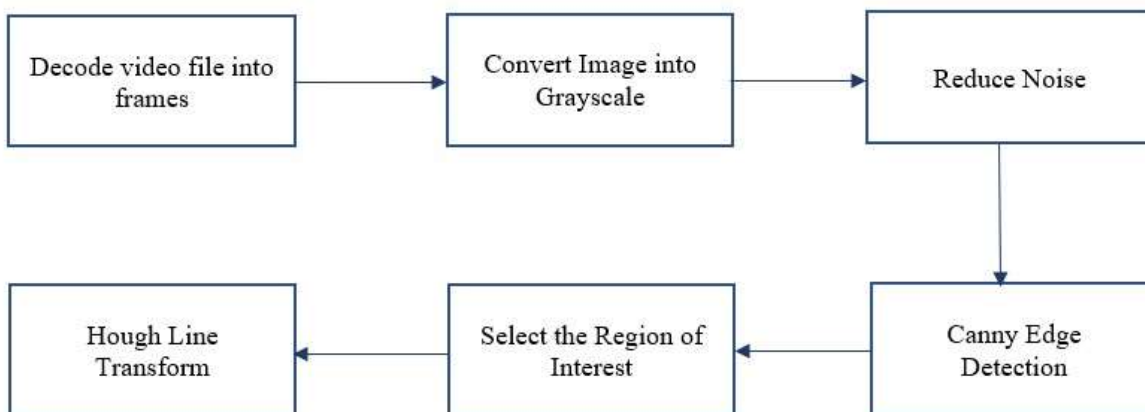 Decode video file into
frames
Convert Image into
Grayscale
Reduce Noise
Canny Edge
Detection
Select the Region of
Interest
Hough Line
Transform